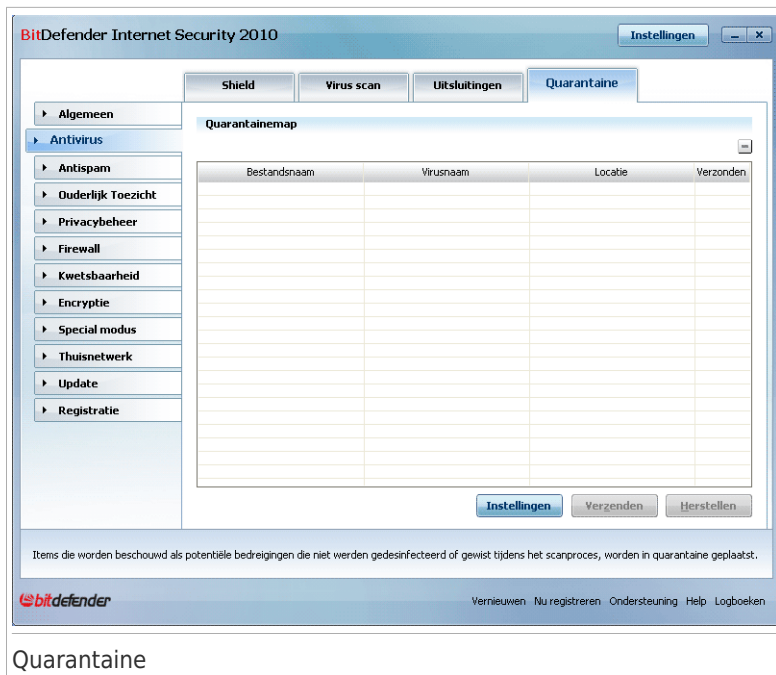 BitDefender Internet Security 2010
Instellingen
Shield Virus scan Uitsluitingen Quarantaine
Algemeen
Antivirus
Antispam
Ouderlijk Toezicht
Privacybeheer
Firewall
Kwetsbaarheid
Encryptie
Special modus
Thuisnetwerk
Update
Registratie
Quarantainemap
Bestandsnaam Virusnaam Locatie Verzonden
Instellingen Verzenden Herstellen
Items die worden beschouwd als potentiële bedreigingen die niet werden gedesinfecteerd of gewist tijdens het scanproces, worden in quarantaine geplaatst.
bitdefender
Vernieuwen Nu registreren Ondersteuning Help Logboeken
Quarantaine